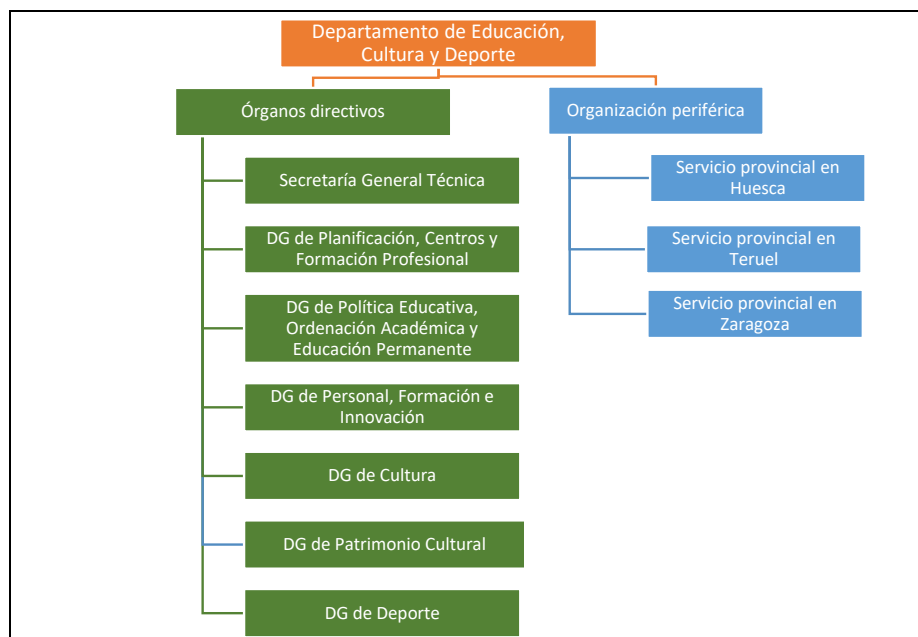 Departamento de Educación,
Cultura y Deporte
Órganos directivos
Secretaría General Técnica
DG de Planificación, Centros y
Formación Profesional
DG de Política Educativa,
Ordenación Académica y
Educación Permanente
DG de Personal, Formación e
Innovación
DG de Cultura
DG de Patrimonio Cultural
DG de Deporte
Organización periférica
Servicio provincial en
Huesca
Servicio provincial en
Teruel
Servicio provincial en
Zaragoza